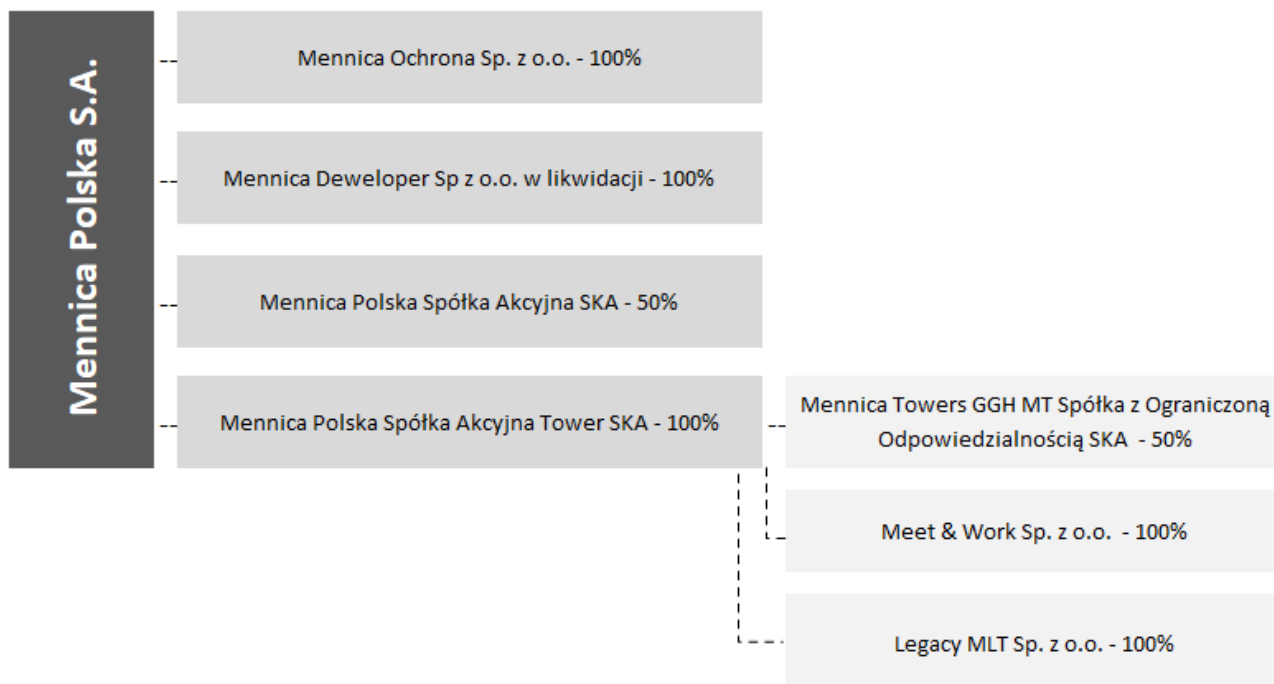 Mennica Polska S.A.
Mennica Ochrona Sp. z o.o. - 100%
Mennica Deweloper Sp z o.o. w likwidacji - 100%
Mennica Polska Spółka Akcyjna SKA - 50%
Mennica Polska Spółka Akcyjna Tower SKA - 100%
Mennica Towers GGH MT Spółka z Ograniczoną
Odpowiedzialnością SKA - 50%
Meet & Work Sp. z o.o. - 100%
Legacy MLT Sp. z o.o. - 100%